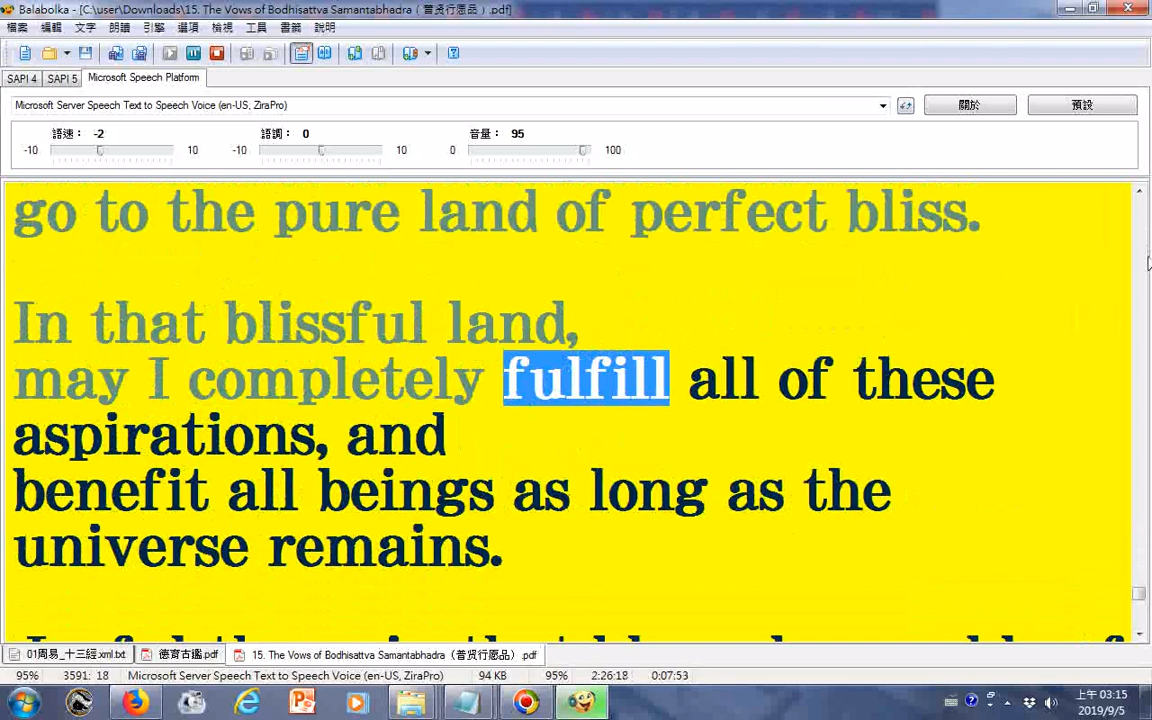 Balabolka - [C:\user\Downloads\15. The Vows of Bodhisattva Samantabhadra（普贤行愿品）.pdf]
檔案 編輯 文字 朗讀 引擎 選項 檢視 工具 書籤 說明
SAPI 4 SAPI 5 Microsoft Speech Platform
Microsoft Server Speech Text to Speech Voice (en-US, ZiraPro) 關於 預設
語速： -2 語調： 0 音量： 95
-10 10 -10 10 0 100
go to the pure land of perfect bliss.
In that blissful land,
may I completely fulfill all of these
aspirations, and
benefit all beings as long as the
universe remains.
01周易_十三經.xml.txt 德育古鑑.pdf 15. The Vows of Bodhisattva Samantabhadra（普贤行愿品）.pdf
95% 3591: 18 Microsoft Server Speech Text to Speech Voice (en-US, ZiraPro) 94 KB 95% 2:26:18 0:07:53
上午 03:15
2019/9/5